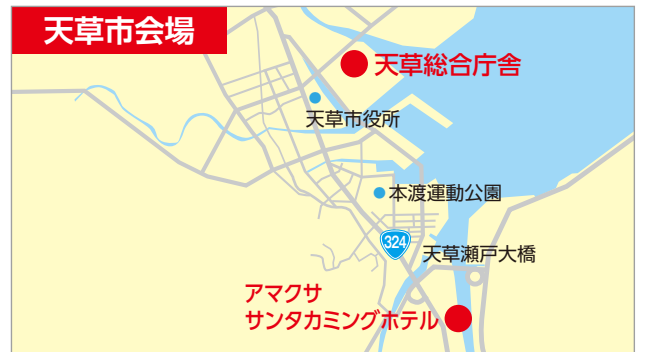 天草市会場
天草総合庁舎
天草市役所
本渡運動公園
324
天草瀬戸大橋
アマクサ
サンタカミングホテル